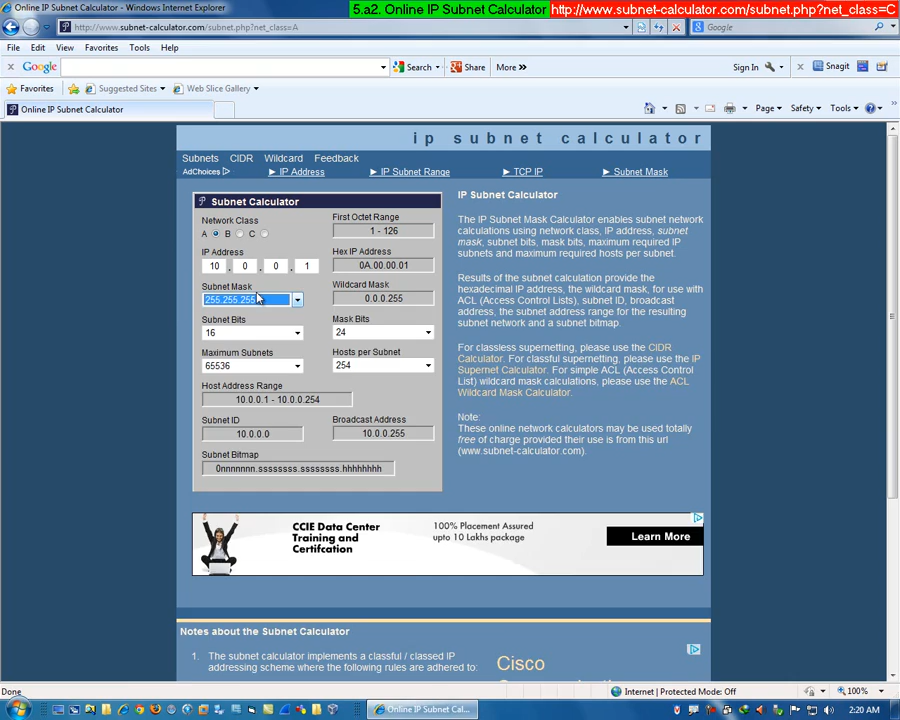 Online IP Subnet Calculator - Windows Internet Explorer
5.a2. Online IP Subnet Calculator http://www.subnet-calculator.com/subnet.php?net_class=C
http://www.subnet-calculator.com/subnet.php?net_class=A
Google
File Edit View Favorites Tools Help
Google Search Share More » Sign In Snagit
Favorites Suggested Sites Web Slice Gallery
Online IP Subnet Calculator Page Safety Tools
ip subnet calculator
Subnets CIDR Wildcard Feedback
AdChoices ► IP Address ► IP Subnet Range ► TCP IP ► Subnet Mask
Subnet Calculator
Network Class
A B C
First Octet Range
1 - 126
IP Address
10 . 0 . 0 . 1
Hex IP Address
0A.00.00.01
Subnet Mask
255.255.255
Wildcard Mask
0.0.0.255
Subnet Bits
16
Mask Bits
24
Maximum Subnets
65536
Hosts per Subnet
254
Host Address Range
10.0.0.1 - 10.0.0.254
Subnet ID
10.0.0.0
Broadcast Address
10.0.0.255
Subnet Bitmap
0nnnnnnn.ssssssss.ssssssss.hhhhhhhh
IP Subnet Calculator
The IP Subnet Mask Calculator enables subnet network
calculations using network class, IP address, subnet
mask, subnet bits, mask bits, maximum required IP
subnets and maximum required hosts per subnet.
Results of the subnet calculation provide the
hexadecimal IP address, the wildcard mask, for use with
ACL (Access Control Lists), subnet ID, broadcast
address, the subnet address range for the resulting
subnet network and a subnet bitmap.
For classless supernetting, please use the CIDR
Calculator. For classful supernetting, please use the IP
Supernet Calculator. For simple ACL (Access Control
List) wildcard mask calculations, please use the ACL
Wildcard Mask Calculator.
Note:
These online network calculators may be used totally
free of charge provided their use is from this url
(www.subnet-calculator.com).
CCIE Data Center
Training and
Certifcation
100% Placement Assured
upto 10 Lakhs package
Learn More
Notes about the Subnet Calculator
1. The subnet calculator implements a classful / classed IP
addressing scheme where the following rules are adhered to:
Cisco
Done Internet | Protected Mode: Off 100%
Online IP Subnet Cal... 2:20 AM